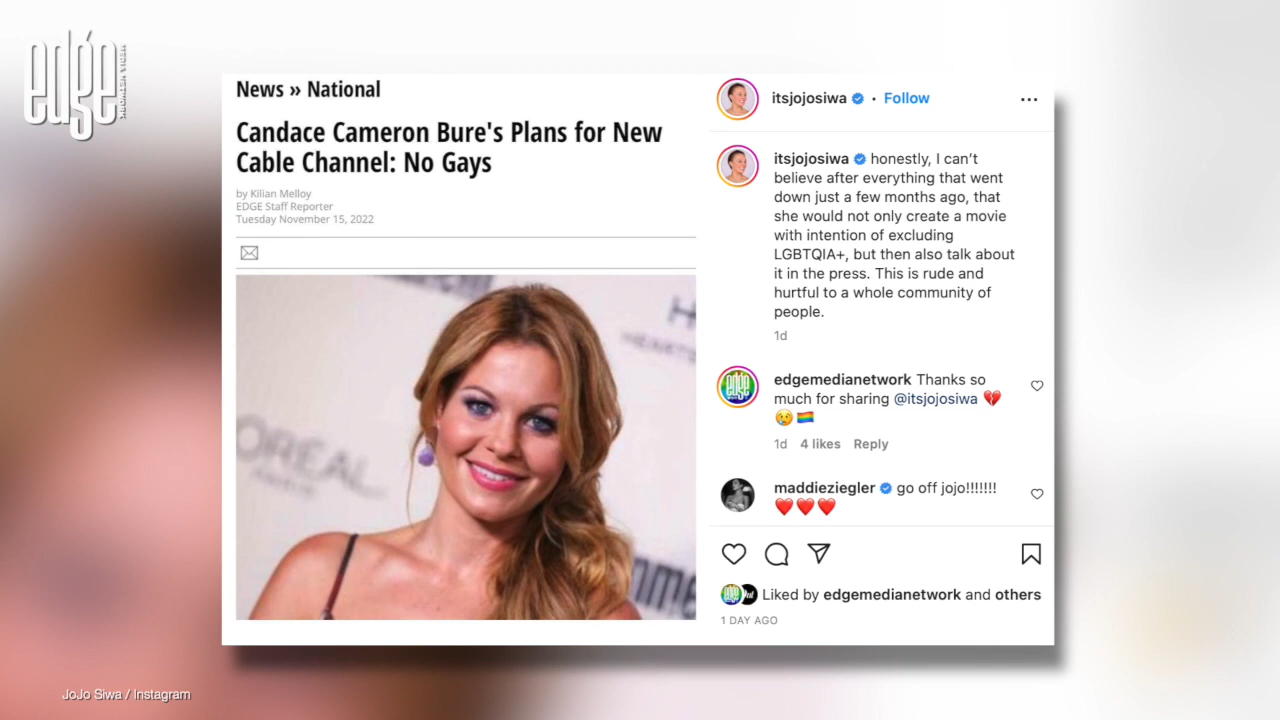 edge
MEDIA NETWORK
News » National
Candace Cameron Bure's Plans for New
Cable Channel: No Gays
by Kilian Melloy
EDGE Staff Reporter
Tuesday November 15, 2022
OREAL
PARIS
itsjojosiwa • Follow
itsjojosiwa honestly, I can’t
believe after everything that went
down just a few months ago, that
she would not only create a movie
with intention of excluding
LGBTQIA+, but then also talk about
it in the press. This is rude and
hurtful to a whole community of
people.
1d
edgemedianetwork Thanks so
much for sharing @itsjojosiwa 💔
😢🏳️‍🌈
1d 4 likes Reply
maddieziegler go off jojo!!!!!!!
❤️❤️❤️
Liked by edgemedianetwork and others
1 DAY AGO
JoJo Siwa / Instagram